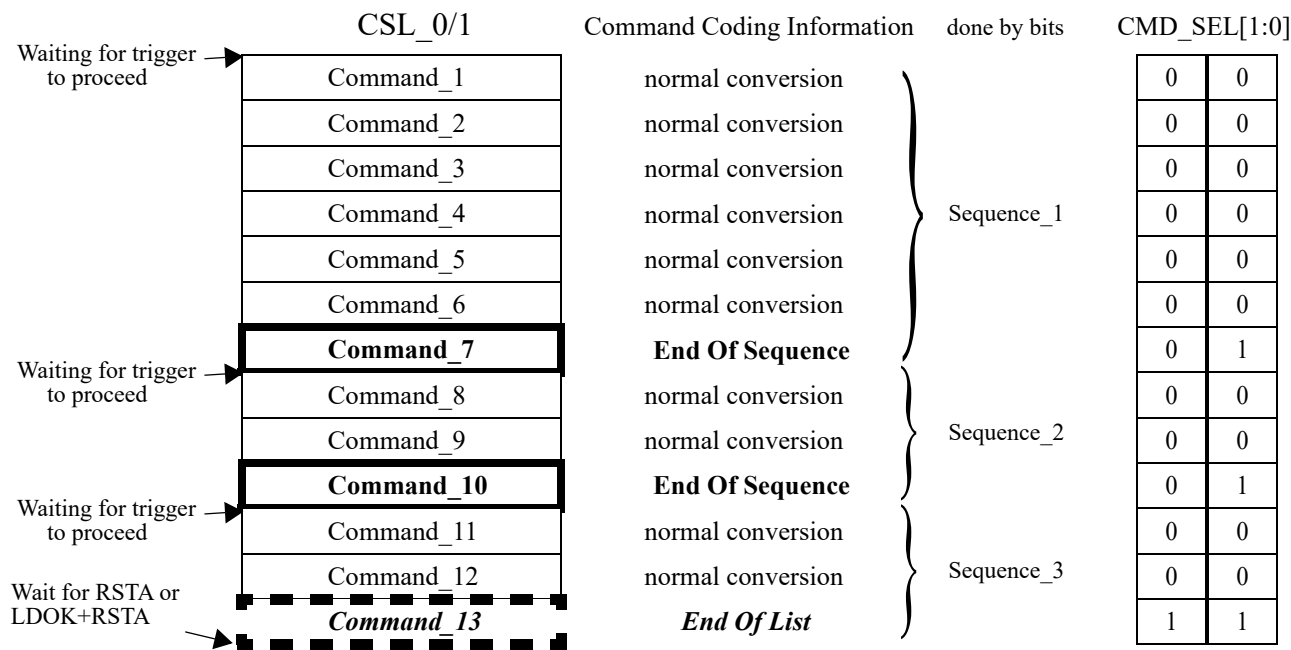 CSL_0/1 Command Coding Information done by bits CMD_SEL[1:0]
Waiting for trigger
to proceed
Command_1 normal conversion 0 0
Command_2 normal conversion 0 0
Command_3 normal conversion 0 0
Command_4 normal conversion Sequence_1 0 0
Command_5 normal conversion 0 0
Command_6 normal conversion 0 0
Command_7 End Of Sequence 0 1
Waiting for trigger
to proceed
Command_8 normal conversion 0 0
Command_9 normal conversion Sequence_2 0 0
Command_10 End Of Sequence 0 1
Waiting for trigger
to proceed
Command_11 normal conversion 0 0
Command_12 normal conversion Sequence_3 0 0
Wait for RSTA or
LDOK+RSTA
Command_13 End Of List 1 1